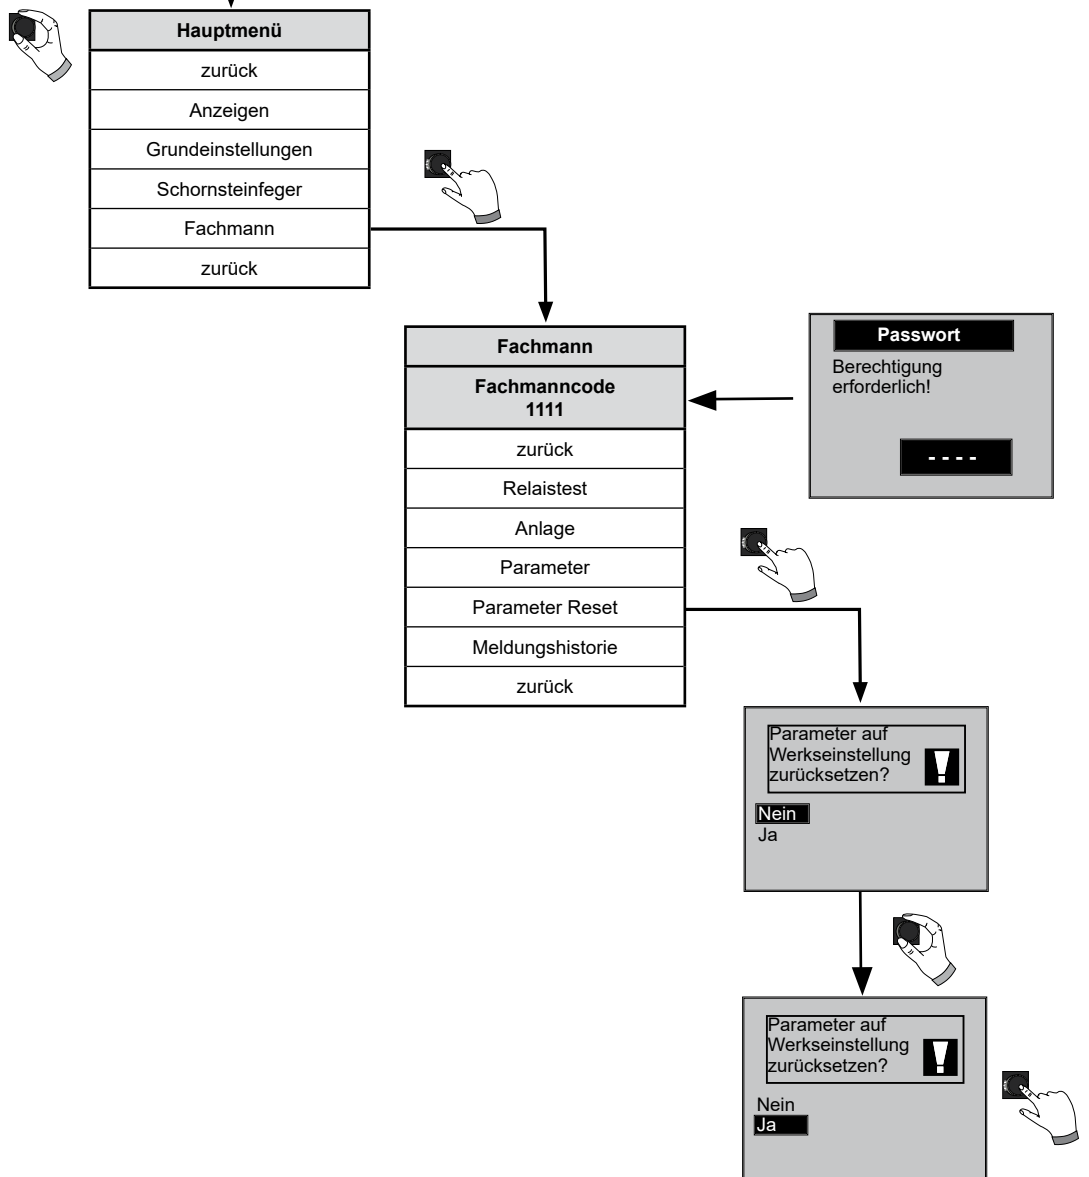 Hauptmenü
zurück
Anzeigen
Grundeinstellungen
Schornsteinfeger
Fachmann
zurück
Fachmann
Fachmanncode
1111
zurück
Relaistest
Anlage
Parameter
Parameter Reset
Meldungshistorie
zurück
Passwort
Berechtigung
erforderlich!
- - - -
Parameter auf
Werkseinstellung
zurücksetzen?
Nein
Ja
Parameter auf
Werkseinstellung
zurücksetzen?
Nein
Ja